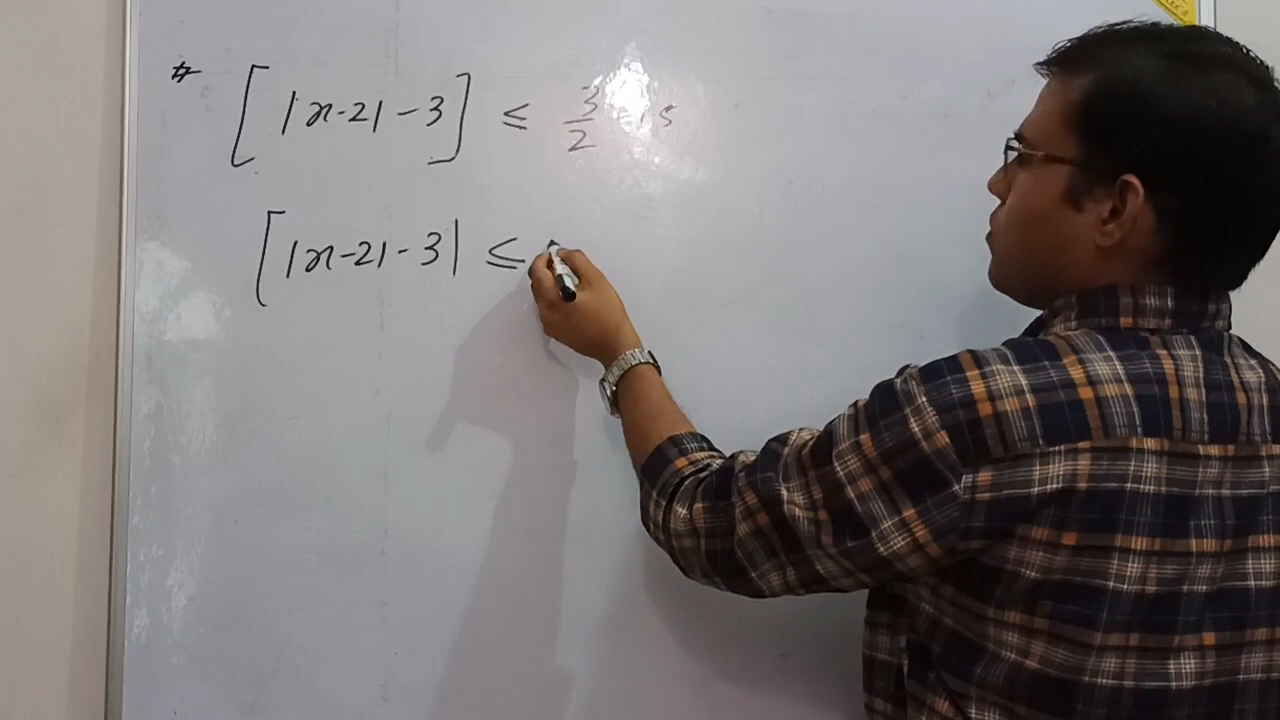 # [ |x-2| - 3 ] ≤ 3/2
[ |x-2| - 3 | ≤